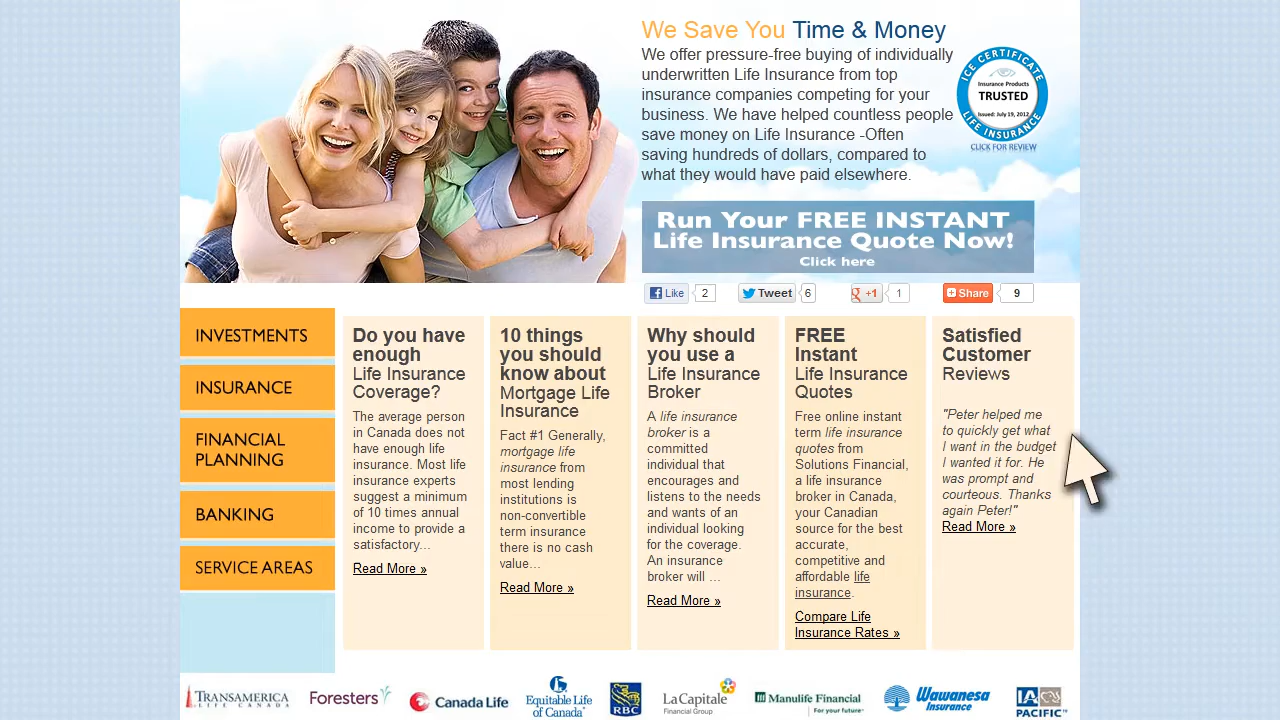 We Save You Time & Money
We offer pressure-free buying of individually
underwritten Life Insurance from top
insurance companies competing for your
business. We have helped countless people
save money on Life Insurance -Often
saving hundreds of dollars, compared to
what they would have paid elsewhere.
ICE CERTIFICATE
Insurance Products
TRUSTED
Issued: July 19, 2012
LIFE INSURANCE
CLICK FOR REVIEW
Run Your FREE INSTANT
Life Insurance Quote Now!
Click here
Like 2
Tweet 6
+1 1
Share 9
INVESTMENTS
INSURANCE
FINANCIAL
PLANNING
BANKING
SERVICE AREAS
Do you have
enough
Life Insurance
Coverage?
The average person
in Canada does not
have enough life
insurance. Most life
insurance experts
suggest a minimum
of 10 times annual
income to provide a
satisfactory...
Read More »
10 things
you should
know about
Mortgage Life
Insurance
Fact #1 Generally,
mortgage life
insurance from
most lending
institutions is
non-convertible
term insurance
there is no cash
value...
Read More »
Why should
you use a
Life Insurance
Broker
A life insurance
broker is a
committed
individual that
encourages and
listens to the needs
and wants of an
individual looking
for the coverage.
An insurance
broker will ...
Read More »
FREE
Instant
Life Insurance
Quotes
Free online instant
term life insurance
quotes from
Solutions Financial,
a life insurance
broker in Canada,
your Canadian
source for the best
accurate,
competitive and
affordable life
insurance.
Compare Life
Insurance Rates »
Satisfied
Customer
Reviews
"Peter helped me
to quickly get what
I want in the budget
I wanted it for. He
was prompt and
courteous. Thanks
again Peter!"
Read More »
TRANSAMERICA
LIFE CANADA
Foresters
Canada Life
Equitable Life
of Canada
RBC
La Capitale
Financial Group
Manulife Financial
For your future
Wawanesa
Insurance
IA
PACIFIC